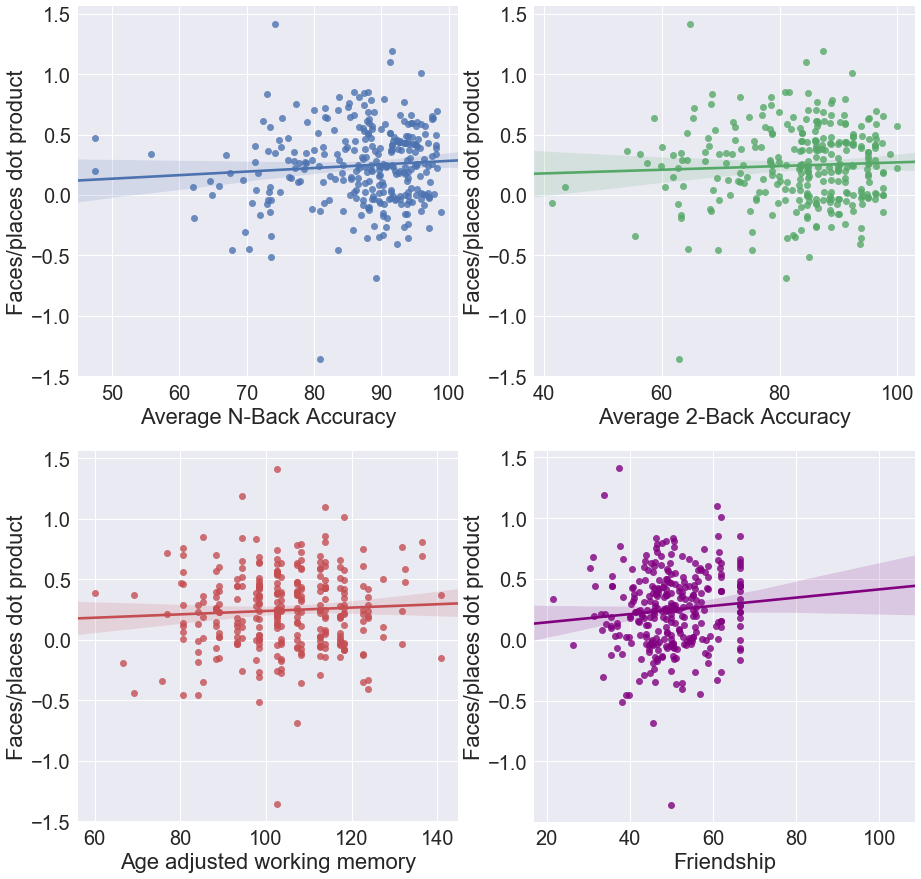 1.5
1.0
0.5
0.0
−0.5
−1.0
−1.5
Faces/places dot product
50 60 70 80 90 100
Average N-Back Accuracy
1.5
1.0
0.5
0.0
−0.5
−1.0
−1.5
Faces/places dot product
40 60 80 100
Average 2-Back Accuracy
1.5
1.0
0.5
0.0
−0.5
−1.0
−1.5
Faces/places dot product
60 80 100 120 140
Age adjusted working memory
1.5
1.0
0.5
0.0
−0.5
−1.0
Faces/places dot product
20 40 60 80 100
Friendship